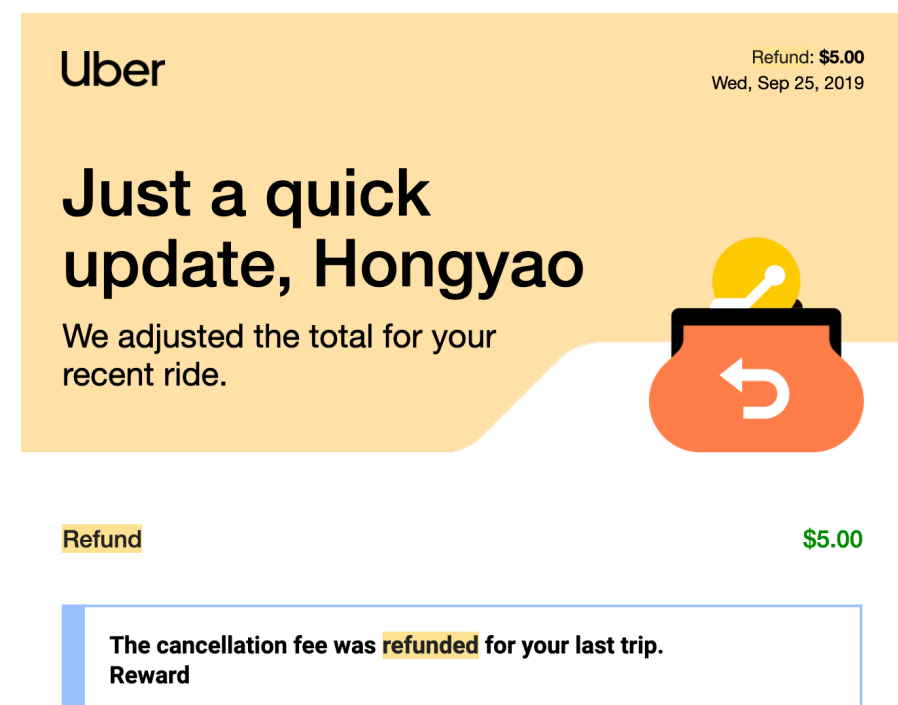 Uber
Refund: $5.00
Wed, Sep 25, 2019
Just a quick
update, Hongyao
We adjusted the total for your
recent ride.
Refund $5.00
The cancellation fee was refunded for your last trip.
Reward